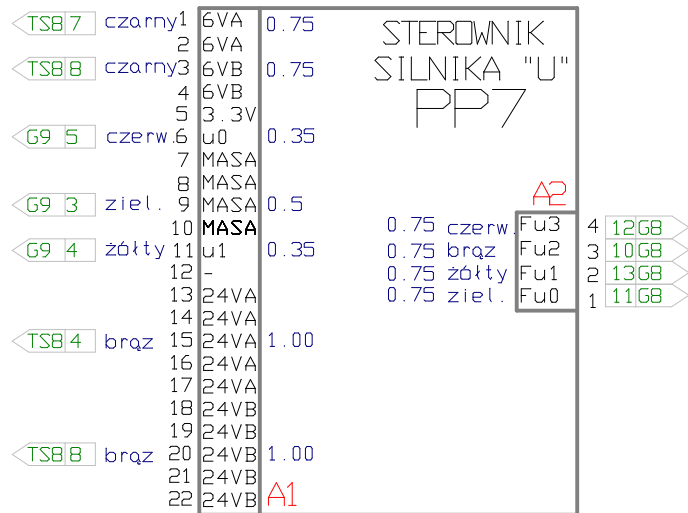 STEROWNIK
SILNIKA "U"
PP7
TS8 7 czarny 1 6VA 0.75
2 6VA
TS8 8 czarny 3 6VB 0.75
4 6VB
5 3.3V
G9 5 czerw. 6 u0 0.35
7 MASA
8 MASA
G9 3 ziel. 9 MASA 0.5
10 MASA
G9 4 żółty 11 u1 0.35
12 -
13 24VA
14 24VA
TS8 4 brąz 15 24VA 1.00
16 24VA
17 24VA
18 24VB
19 24VB
TS8 8 brąz 20 24VB 1.00
21 24VB
22 24VB
A1
A2
0.75 czerw. Fu3 4 12 G8
0.75 brąz Fu2 3 10 G8
0.75 żółty Fu1 2 13 G8
0.75 ziel. Fu0 1 11 G8